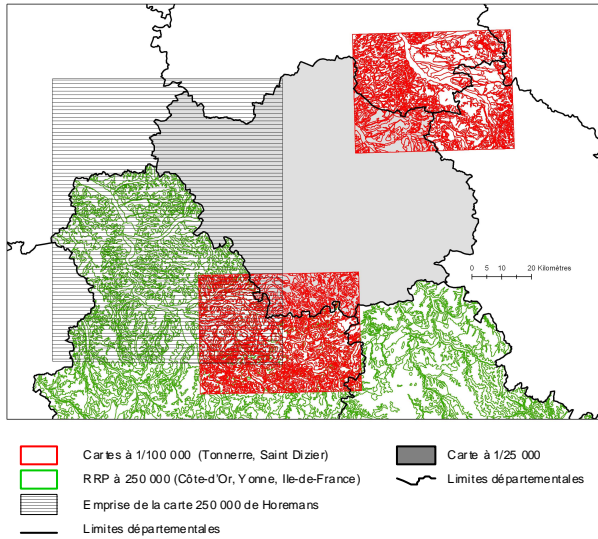 0 5 10 20 Kilomètres
Cartes à 1/100 000 (Tonnerre, Saint Dizier)
RRP à 250 000 (Côte-d'Or, Yonne, Ile-de-France)
Emprise de la carte 250 000 de Horemans
Limites départementales
Carte à 1/25 000
Limites départementales